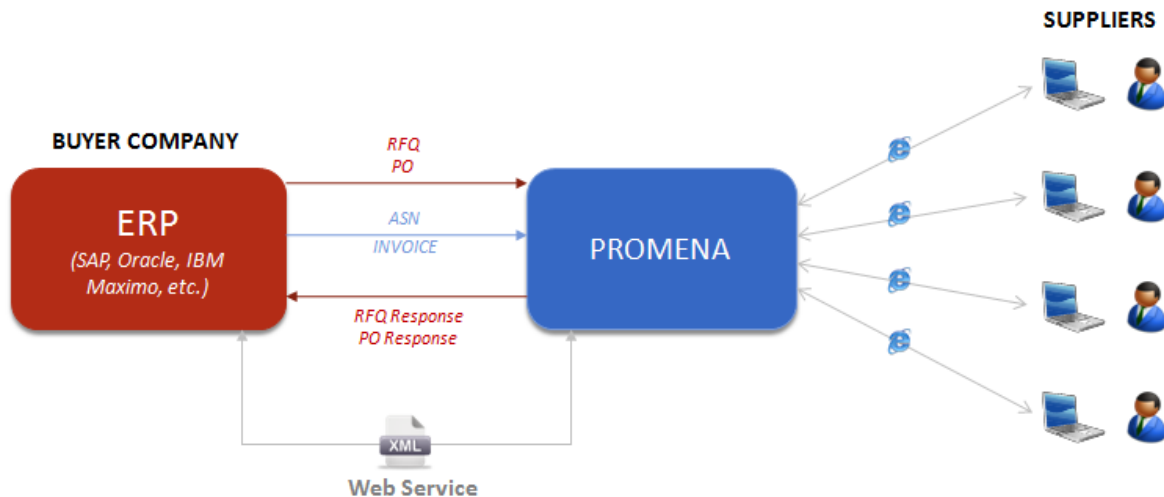 SUPPLIERS
BUYER COMPANY
RFQ
PO
ERP
(SAP, Oracle, IBM
Maximo, etc.)
ASN
INVOICE
PROMENA
RFQ Response
PO Response
XML
Web Service